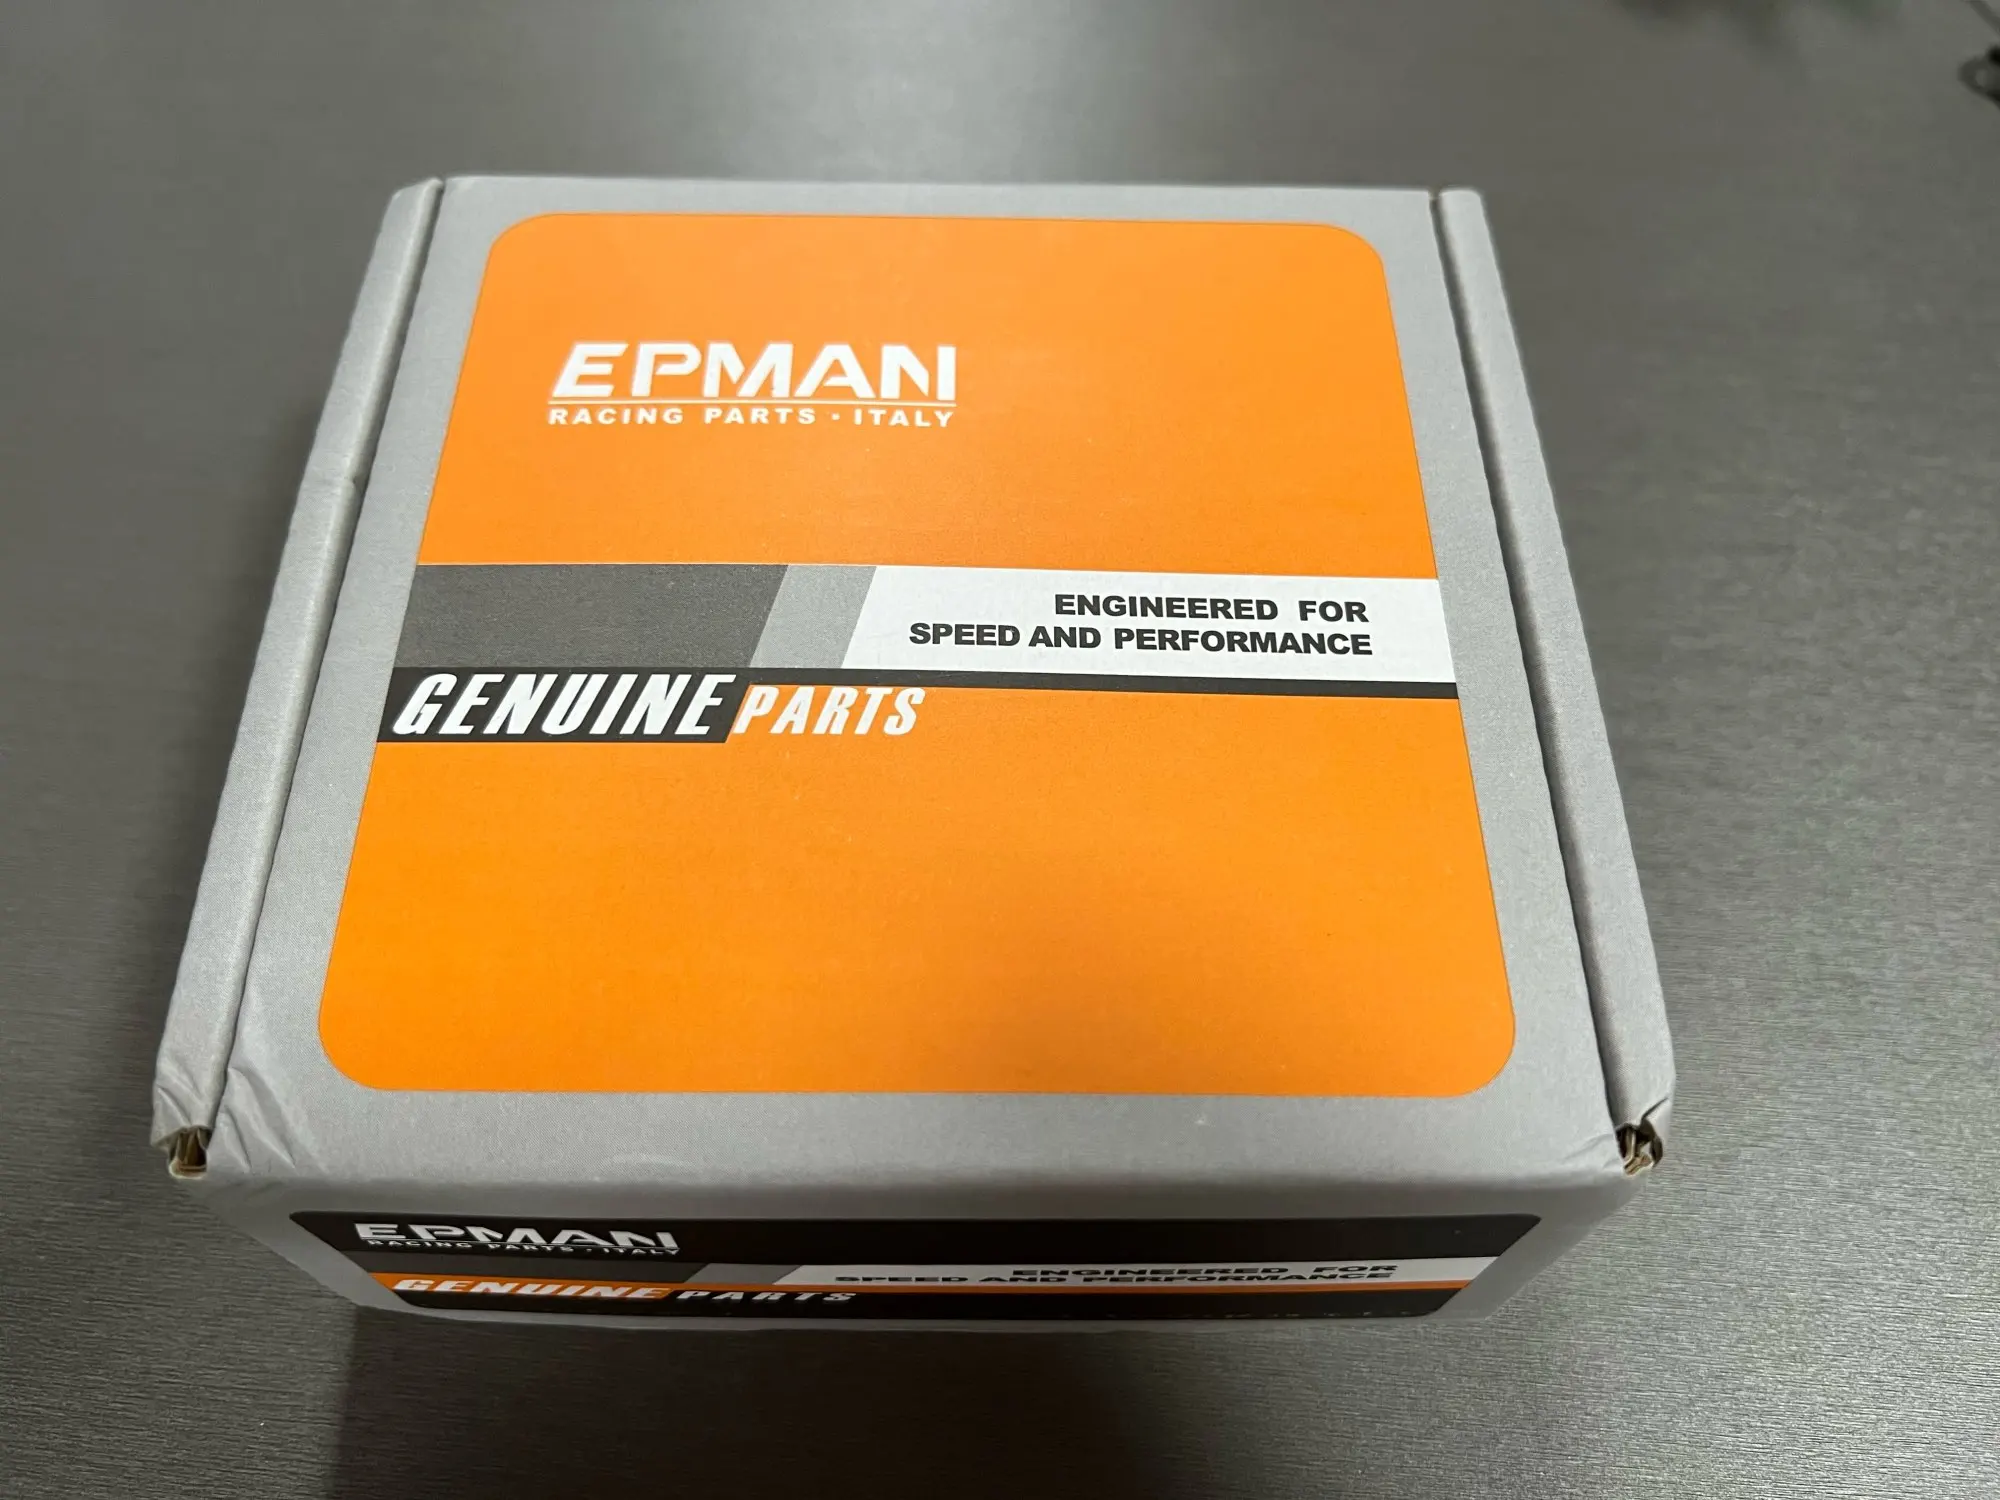 EPMAN
RACING PARTS · ITALY
ENGINEERED FOR
SPEED AND PERFORMANCE
GENUINE PARTS
EPMAN
RACING PARTS · ITALY
ENGINEERED FOR
SPEED AND PERFORMANCE
GENUINE PARTS